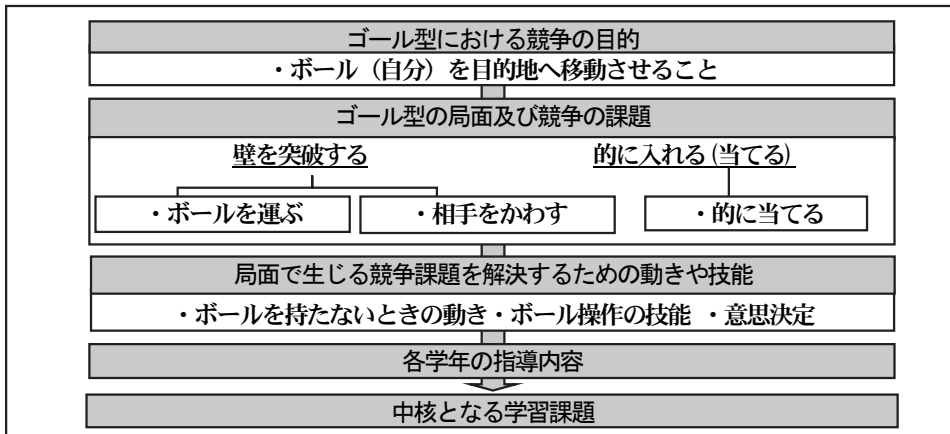 ゴール型における競争の目的
・ボール（自分）を目的地へ移動させること
ゴール型の局面及び競争の課題
壁を突破する 的に入れる（当てる）
・ボールを運ぶ ・相手をかわす ・的に当てる
局面で生じる競争課題を解決するための動きや技能
・ボールを持たないときの動き・ボール操作の技能 ・意思決定
各学年の指導内容
中核となる学習課題